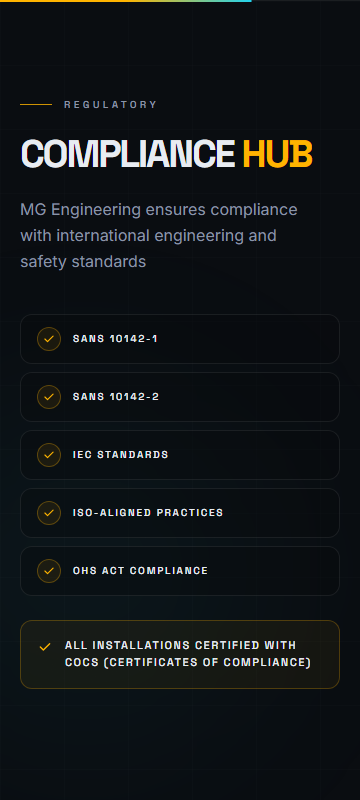 REGULATORY
COMPLIANCE HUB
MG Engineering ensures compliance
with international engineering and
safety standards
SANS 10142-1
SANS 10142-2
IEC STANDARDS
ISO-ALIGNED PRACTICES
OHS ACT COMPLIANCE
ALL INSTALLATIONS CERTIFIED WITH
COCS (CERTIFICATES OF COMPLIANCE)